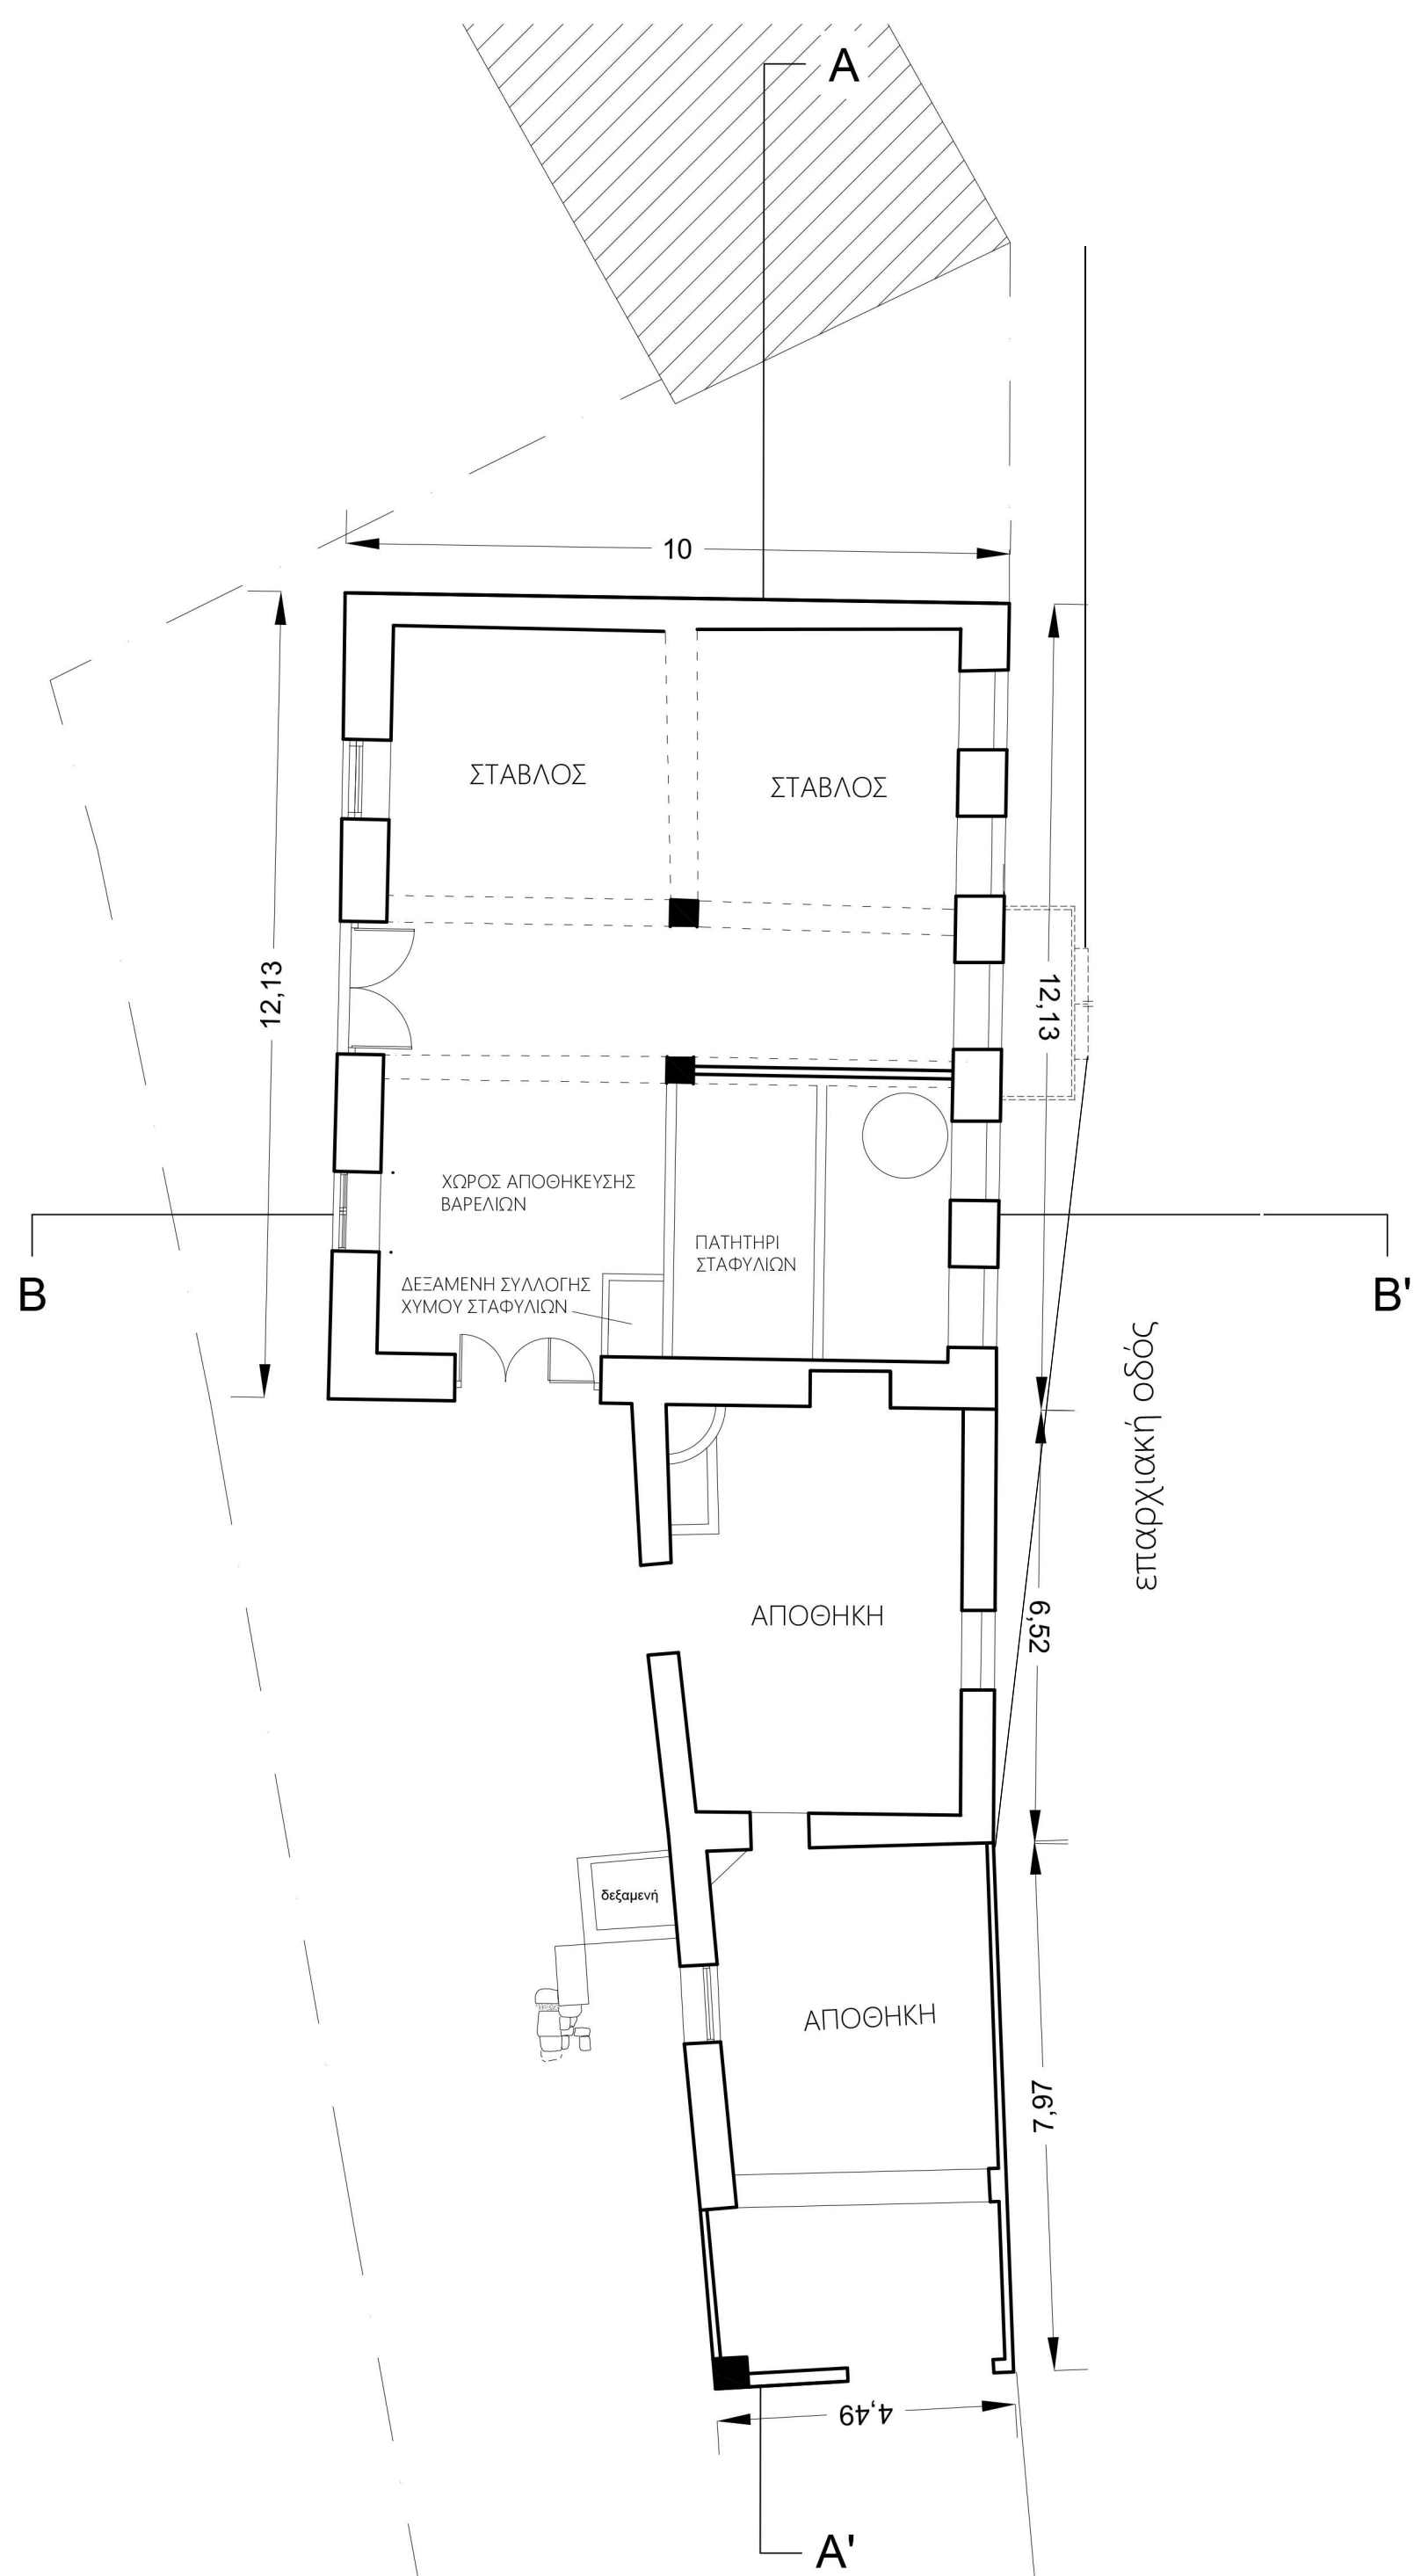 A
10
ΣΤΑΒΛΟΣ
ΣΤΑΒΛΟΣ
12,13
12,13
ΧΩΡΟΣ ΑΠΟΘΗΚΕΥΣΗΣ
ΒΑΡΕΛΙΩΝ
ΠΑΤΗΤΗΡΙ
ΣΤΑΦΥΛΙΩΝ
ΔΕΞΑΜΕΝΗ ΣΥΛΛΟΓΗΣ
ΧΥΜΟΥ ΣΤΑΦΥΛΙΩΝ
B
B'
επαρχιακή οδός
ΑΠΟΘΗΚΗ
6,52
δεξαμενή
ΑΠΟΘΗΚΗ
7,97
4,49
A'